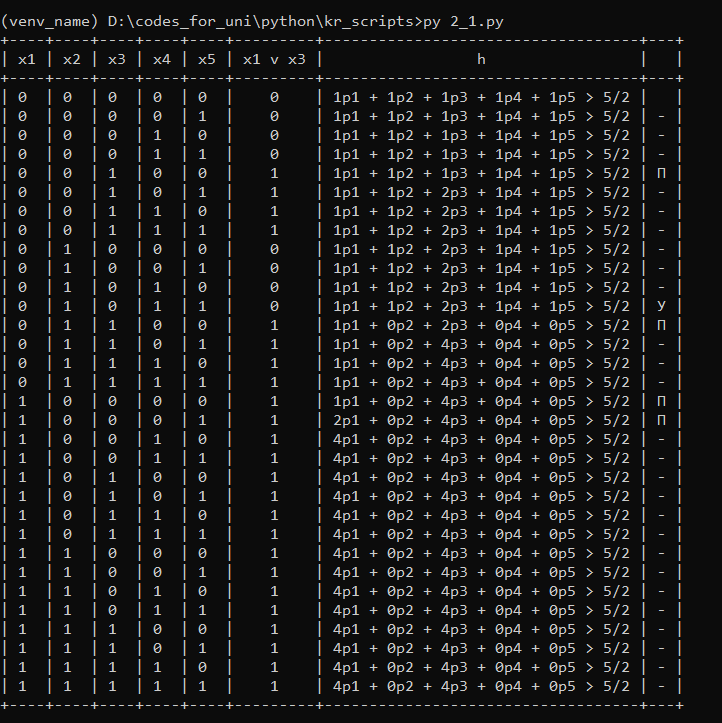 (venv_name) D:\codes_for_uni\python\kr_scripts>py 2_1.py
+----+----+----+----+----+---------+-----------------------------------+---+
| x1 | x2 | x3 | x4 | x5 | x1 v x3 |                 h                 |   |
+----+----+----+----+----+---------+-----------------------------------+---+
| 0  | 0  | 0  | 0  | 0  |    0    | 1p1 + 1p2 + 1p3 + 1p4 + 1p5 > 5/2 |   |
| 0  | 0  | 0  | 0  | 1  |    0    | 1p1 + 1p2 + 1p3 + 1p4 + 1p5 > 5/2 | - |
| 0  | 0  | 0  | 1  | 0  |    0    | 1p1 + 1p2 + 1p3 + 1p4 + 1p5 > 5/2 | - |
| 0  | 0  | 0  | 1  | 1  |    0    | 1p1 + 1p2 + 1p3 + 1p4 + 1p5 > 5/2 | - |
| 0  | 0  | 1  | 0  | 0  |    1    | 1p1 + 1p2 + 1p3 + 1p4 + 1p5 > 5/2 | П |
| 0  | 0  | 1  | 0  | 1  |    1    | 1p1 + 1p2 + 2p3 + 1p4 + 1p5 > 5/2 | - |
| 0  | 0  | 1  | 1  | 0  |    1    | 1p1 + 1p2 + 2p3 + 1p4 + 1p5 > 5/2 | - |
| 0  | 0  | 1  | 1  | 1  |    1    | 1p1 + 1p2 + 2p3 + 1p4 + 1p5 > 5/2 | - |
| 0  | 1  | 0  | 0  | 0  |    0    | 1p1 + 1p2 + 2p3 + 1p4 + 1p5 > 5/2 | - |
| 0  | 1  | 0  | 0  | 1  |    0    | 1p1 + 1p2 + 2p3 + 1p4 + 1p5 > 5/2 | - |
| 0  | 1  | 0  | 1  | 0  |    0    | 1p1 + 1p2 + 2p3 + 1p4 + 1p5 > 5/2 | - |
| 0  | 1  | 0  | 1  | 1  |    0    | 1p1 + 1p2 + 2p3 + 1p4 + 1p5 > 5/2 | У |
| 0  | 1  | 1  | 0  | 0  |    1    | 1p1 + 0p2 + 2p3 + 0p4 + 0p5 > 5/2 | П |
| 0  | 1  | 1  | 0  | 1  |    1    | 1p1 + 0p2 + 4p3 + 0p4 + 0p5 > 5/2 | - |
| 0  | 1  | 1  | 1  | 0  |    1    | 1p1 + 0p2 + 4p3 + 0p4 + 0p5 > 5/2 | - |
| 0  | 1  | 1  | 1  | 1  |    1    | 1p1 + 0p2 + 4p3 + 0p4 + 0p5 > 5/2 | - |
| 1  | 0  | 0  | 0  | 0  |    1    | 1p1 + 0p2 + 4p3 + 0p4 + 0p5 > 5/2 | П |
| 1  | 0  | 0  | 0  | 1  |    1    | 2p1 + 0p2 + 4p3 + 0p4 + 0p5 > 5/2 | П |
| 1  | 0  | 0  | 1  | 0  |    1    | 4p1 + 0p2 + 4p3 + 0p4 + 0p5 > 5/2 | - |
| 1  | 0  | 0  | 1  | 1  |    1    | 4p1 + 0p2 + 4p3 + 0p4 + 0p5 > 5/2 | - |
| 1  | 0  | 1  | 0  | 0  |    1    | 4p1 + 0p2 + 4p3 + 0p4 + 0p5 > 5/2 | - |
| 1  | 0  | 1  | 0  | 1  |    1    | 4p1 + 0p2 + 4p3 + 0p4 + 0p5 > 5/2 | - |
| 1  | 0  | 1  | 1  | 0  |    1    | 4p1 + 0p2 + 4p3 + 0p4 + 0p5 > 5/2 | - |
| 1  | 0  | 1  | 1  | 1  |    1    | 4p1 + 0p2 + 4p3 + 0p4 + 0p5 > 5/2 | - |
| 1  | 1  | 0  | 0  | 0  |    1    | 4p1 + 0p2 + 4p3 + 0p4 + 0p5 > 5/2 | - |
| 1  | 1  | 0  | 0  | 1  |    1    | 4p1 + 0p2 + 4p3 + 0p4 + 0p5 > 5/2 | - |
| 1  | 1  | 0  | 1  | 0  |    1    | 4p1 + 0p2 + 4p3 + 0p4 + 0p5 > 5/2 | - |
| 1  | 1  | 0  | 1  | 1  |    1    | 4p1 + 0p2 + 4p3 + 0p4 + 0p5 > 5/2 | - |
| 1  | 1  | 1  | 0  | 0  |    1    | 4p1 + 0p2 + 4p3 + 0p4 + 0p5 > 5/2 | - |
| 1  | 1  | 1  | 0  | 1  |    1    | 4p1 + 0p2 + 4p3 + 0p4 + 0p5 > 5/2 | - |
| 1  | 1  | 1  | 1  | 0  |    1    | 4p1 + 0p2 + 4p3 + 0p4 + 0p5 > 5/2 | - |
| 1  | 1  | 1  | 1  | 1  |    1    | 4p1 + 0p2 + 4p3 + 0p4 + 0p5 > 5/2 | - |
+----+----+----+----+----+---------+-----------------------------------+---+